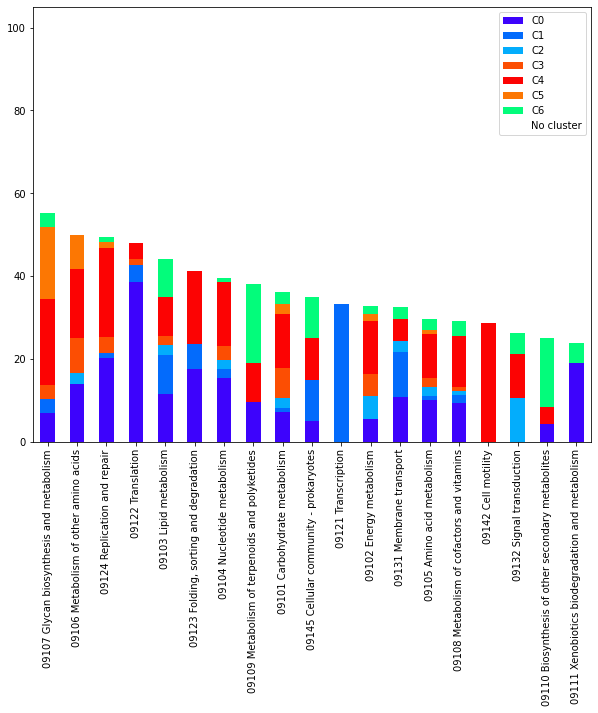 100
80
60
40
20
0
C0
C1
C2
C3
C4
C5
C6
No cluster
09107 Glycan biosynthesis and metabolism
09106 Metabolism of other amino acids
09124 Replication and repair
09122 Translation
09103 Lipid metabolism
09123 Folding, sorting and degradation
09104 Nucleotide metabolism
09109 Metabolism of terpenoids and polyketides
09101 Carbohydrate metabolism
09145 Cellular community - prokaryotes
09121 Transcription
09102 Energy metabolism
09131 Membrane transport
09105 Amino acid metabolism
09108 Metabolism of cofactors and vitamins
09142 Cell motility
09132 Signal transduction
09110 Biosynthesis of other secondary metabolites
09111 Xenobiotics biodegradation and metabolism